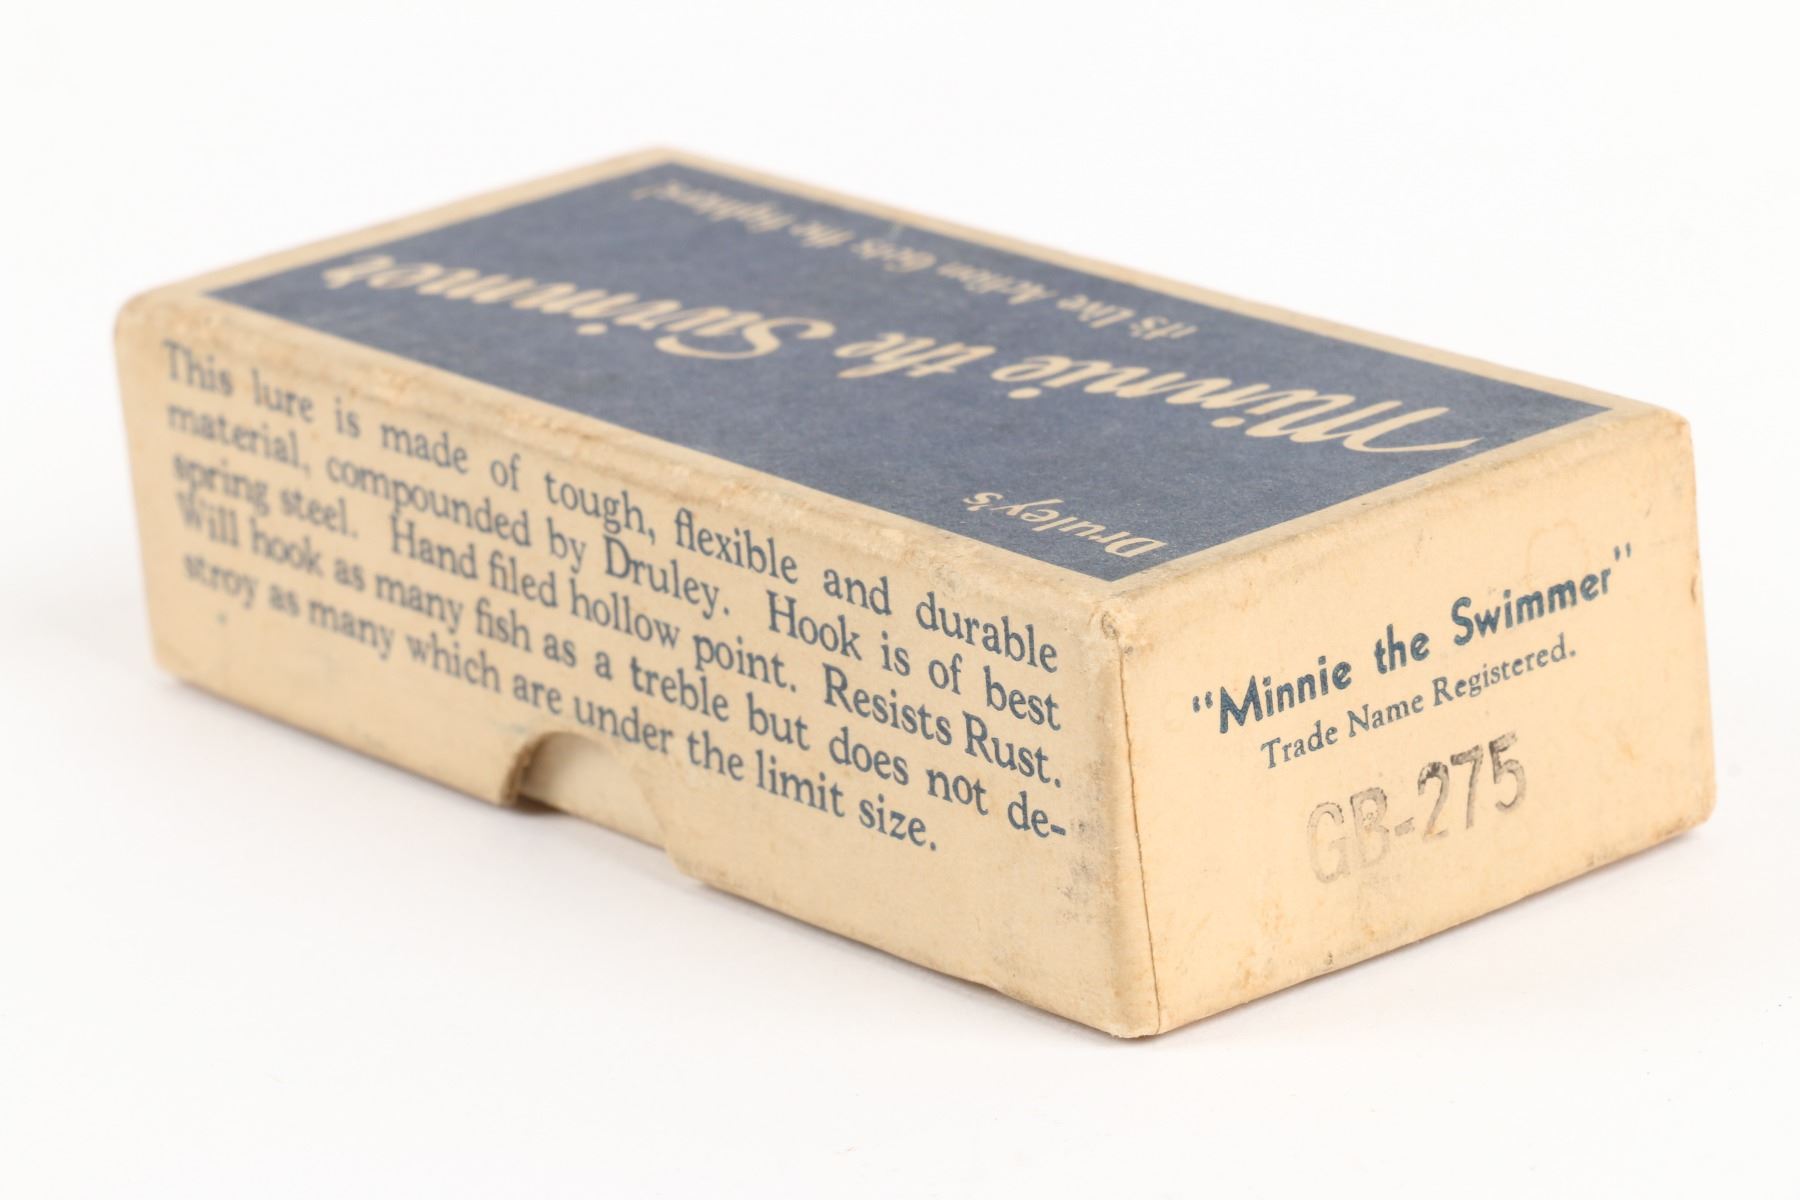 Druley's
Minnie the Swimmer
It's Live Action Gets the Fighters!
This lure is made of tough, flexible and durable
material, compounded by Druley. Hook is of best
spring steel. Hand filed hollow point. Resists Rust.
Will hook as many fish as a treble but does not de-
stroy as many which are under the limit size.
"Minnie the Swimmer"
Trade Name Registered.
GB-275